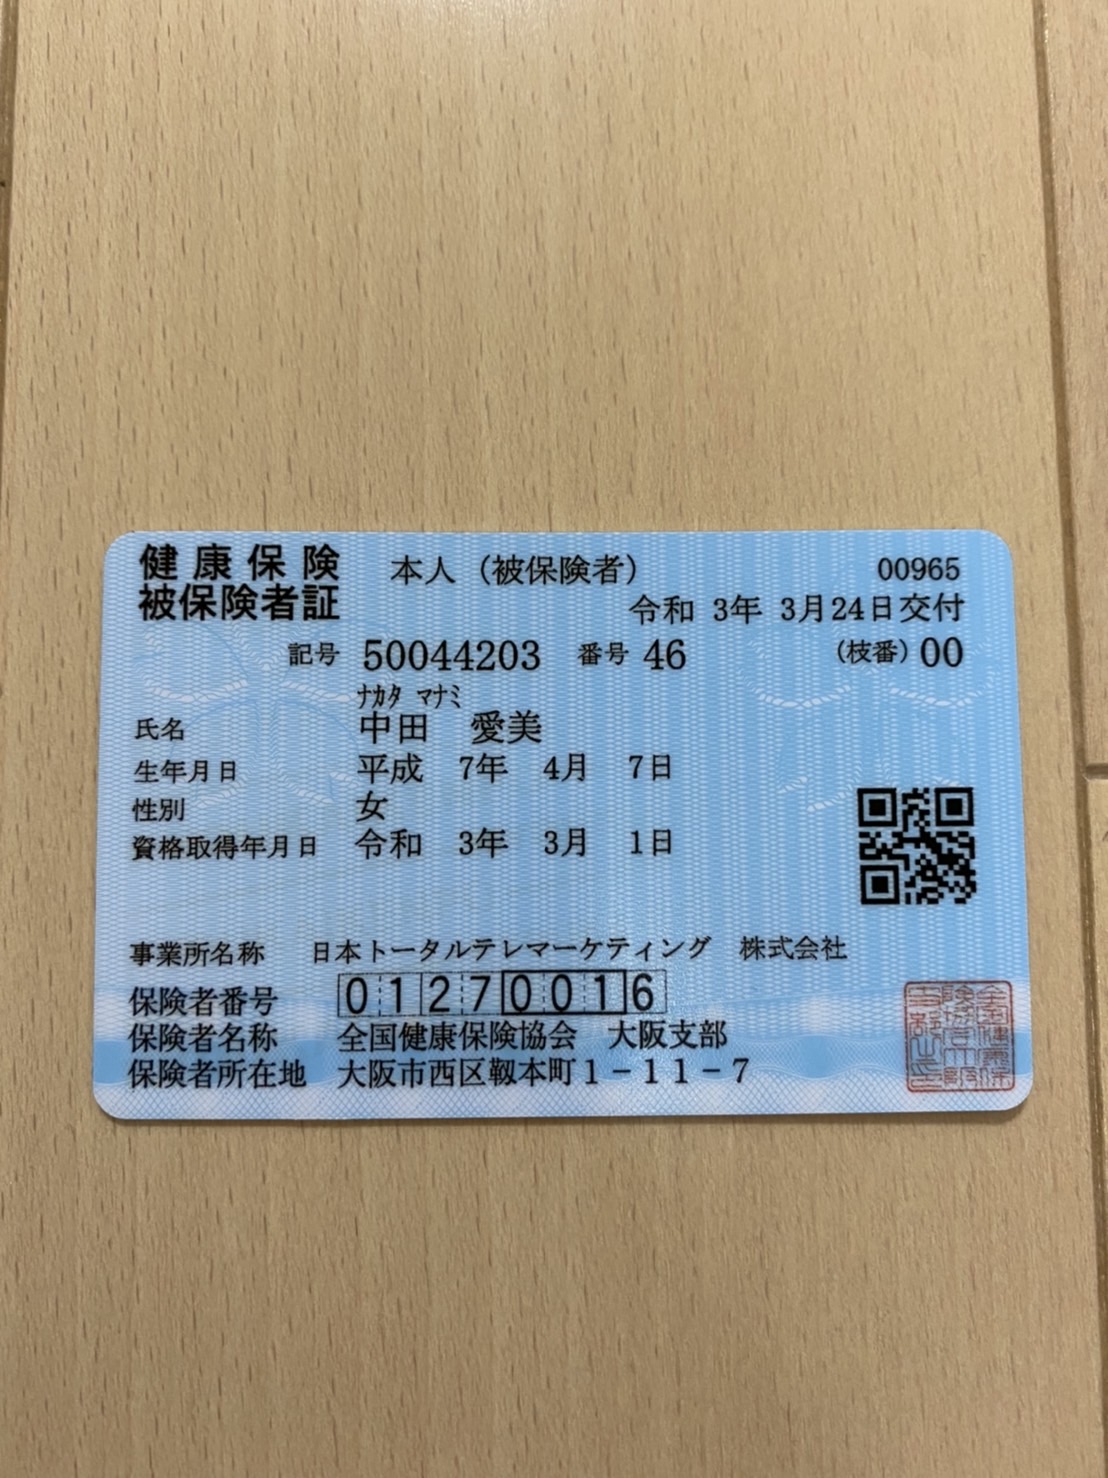 健康保険 本人（被保険者） 00965
被保険者証 令和 3年 3月24日交付
記号 50044203 番号 46 (枝番) 00
ﾅｶﾀ ﾏﾅﾐ
氏名 中田 愛美
生年月日 平成 7年 4月 7日
性別 女
資格取得年月日 令和 3年 3月 1日
事業所名称 日本トータルテレマーケティング 株式会社
保険者番号 01270016
保険者名称 全国健康保険協会 大阪支部
保険者所在地 大阪市西区靱本町1－11－7